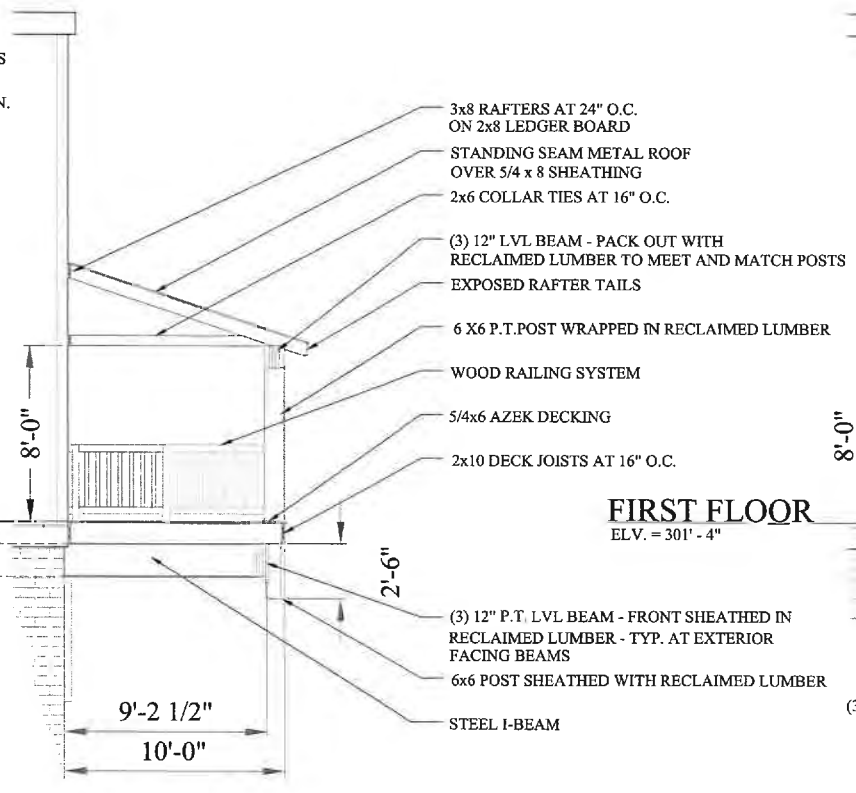 S
N.
3x8 RAFTERS AT 24" O.C.
ON 2x8 LEDGER BOARD
STANDING SEAM METAL ROOF
OVER 5/4 x 8 SHEATHING
2x6 COLLAR TIES AT 16" O.C.
(3) 12" LVL BEAM - PACK OUT WITH
RECLAIMED LUMBER TO MEET AND MATCH POSTS
EXPOSED RAFTER TAILS
6 X6 P.T.POST WRAPPED IN RECLAIMED LUMBER
WOOD RAILING SYSTEM
5/4x6 AZEK DECKING
2x10 DECK JOISTS AT 16" O.C.
8'-0"
8'-0"
FIRST FLOOR
ELV. = 301' - 4"
2'-6"
(3) 12" P.T. LVL BEAM - FRONT SHEATHED IN
RECLAIMED LUMBER - TYP. AT EXTERIOR
FACING BEAMS
6x6 POST SHEATHED WITH RECLAIMED LUMBER
(3
STEEL I-BEAM
9'-2 1/2"
10'-0"